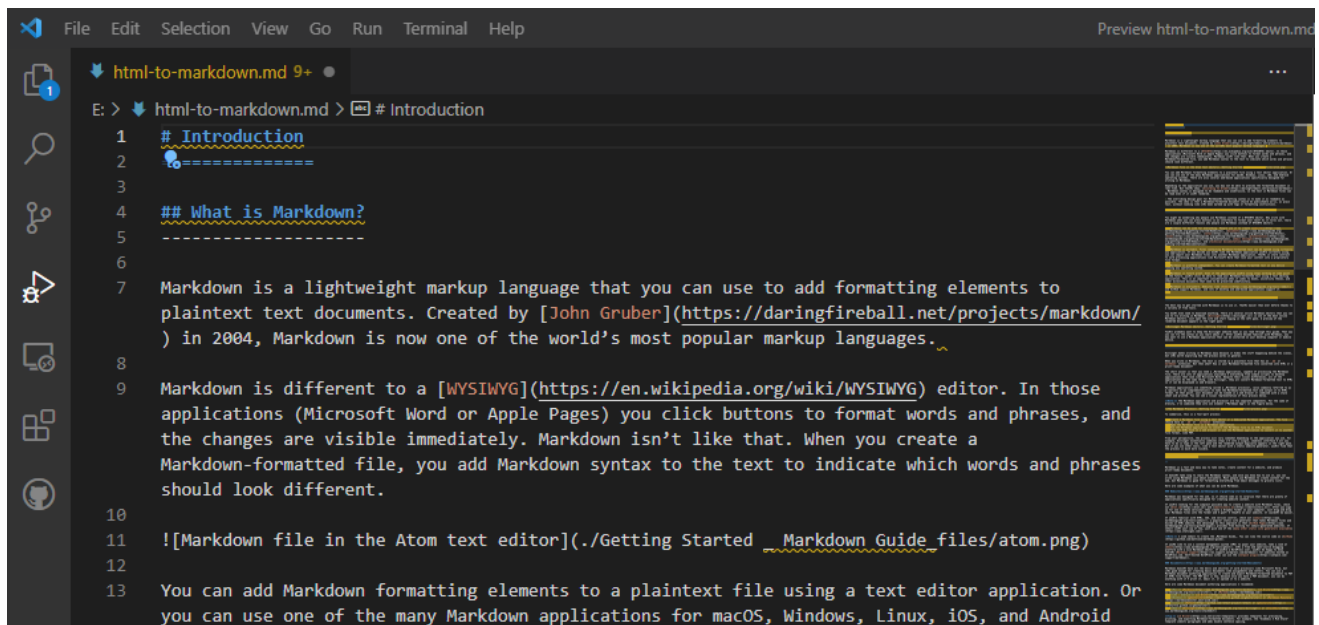 File Edit Selection View Go Run Terminal Help Preview html-to-markdown.md
html-to-markdown.md 9+
1
E: > html-to-markdown.md > abc # Introduction
1 # Introduction
2 ==============
3
4 ## What is Markdown?
5 --------------------
6
7 Markdown is a lightweight markup language that you can use to add formatting elements to
plaintext text documents. Created by [John Gruber](https://daringfireball.net/projects/markdown/
) in 2004, Markdown is now one of the world’s most popular markup languages.
8
9 Markdown is different to a [WYSIWYG](https://en.wikipedia.org/wiki/WYSIWYG) editor. In those
applications (Microsoft Word or Apple Pages) you click buttons to format words and phrases, and
the changes are visible immediately. Markdown isn’t like that. When you create a
Markdown-formatted file, you add Markdown syntax to the text to indicate which words and phrases
should look different.
10
11 ![Markdown file in the Atom text editor](./Getting Started _ Markdown Guide_files/atom.png)
12
13 You can add Markdown formatting elements to a plaintext file using a text editor application. Or
you can use one of the many Markdown applications for macOS, Windows, Linux, iOS, and Android